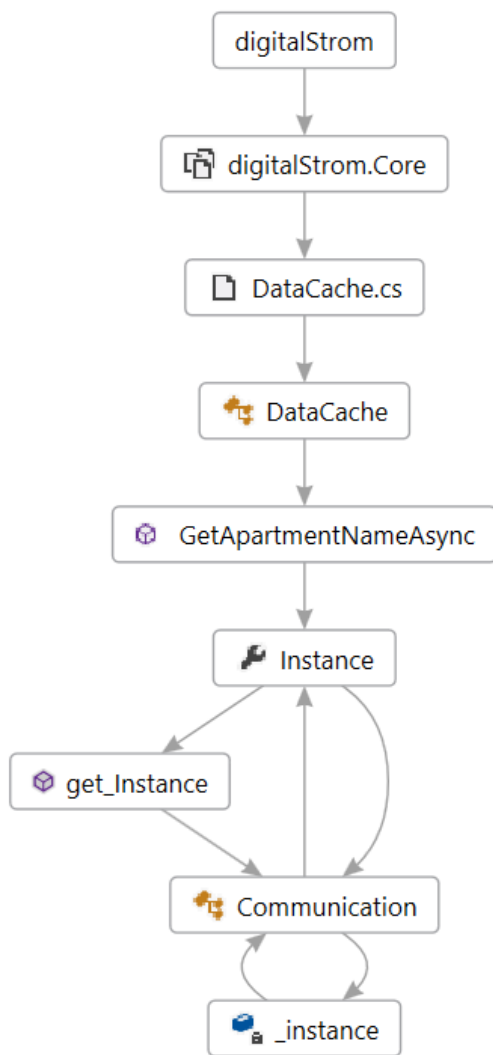 digitalStrom
digitalStrom.Core
DataCache.cs
DataCache
GetApartmentNameAsync
Instance
get_Instance
Communication
_instance